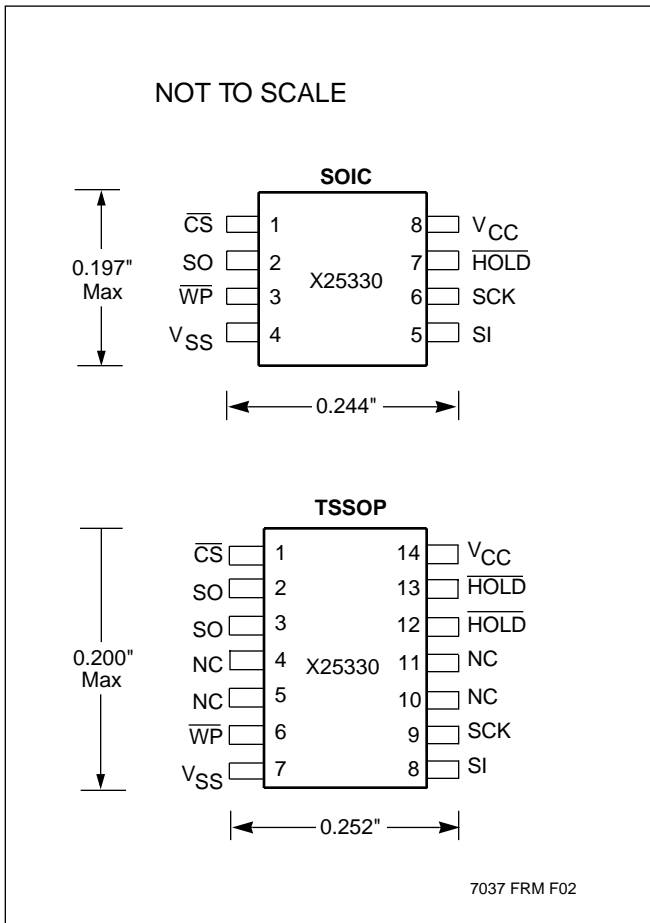 NOT TO SCALE
SOIC
0.197"
Max
CS 1 8 VCC
SO 2 7 HOLD
X25330
WP 3 6 SCK
VSS 4 5 SI
0.244"
TSSOP
0.200"
Max
CS 1 14 VCC
SO 2 13 HOLD
SO 3 12 HOLD
NC 4 X25330 11 NC
NC 5 10 NC
WP 6 9 SCK
VSS 7 8 SI
0.252"
7037 FRM F02